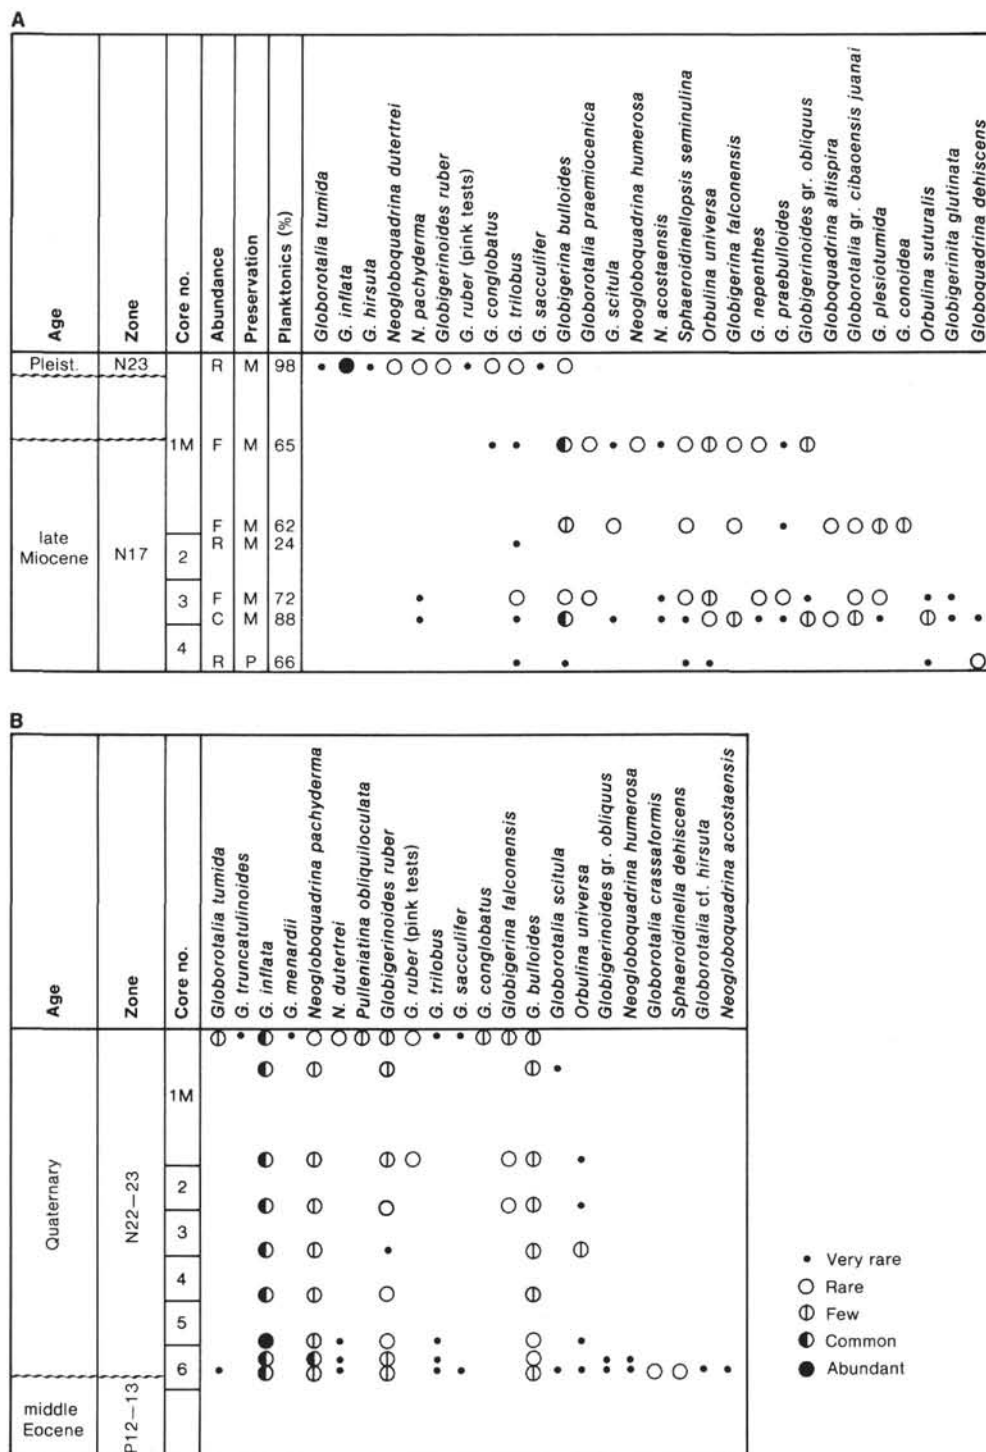 A
Age
Zone
Core no.
Abundance
Preservation
Planktonics (%)
Globorotalia tumida
G. inflata
G. hirsuta
Neogloboquadrina dutertrei
N. pachyderma
Globigerinoides ruber
G. ruber (pink tests)
G. conglobatus
G. trilobus
G. sacculifer
Globigerina bulloides
Globorotalia praemiocenica
G. scitula
Neogloboquadrina humerosa
N. acostaensis
Sphaeroidinellopsis seminulina
Orbulina universa
Globigerina falconensis
G. nepenthes
G. praebulloides
Globigerinoides gr. obliquus
Globoquadrina altispira
Globorotalia gr. cibaoensis juanai
G. plesiotumida
G. conoidea
Orbulina suturalis
Globigerinita glutinata
Globoquadrina dehiscens
Pleist. N23 R M 98
1M F M 65
F M 62
late
Miocene
N17
R M 24
2
3
F M 72
C M 88
4
R P 66
B
Age
Zone
Core no.
Globorotalia tumida
G. truncatulinoides
G. inflata
G. menardii
Neogloboquadrina pachyderma
N. dutertrei
Pulleniatina obliquiloculata
Globigerinoides ruber
G. ruber (pink tests)
G. trilobus
G. sacculifer
G. conglobatus
Globigerina falconensis
G. bulloides
Globorotalia scitula
Orbulina universa
Globigerinoides gr. obliquus
Neogloboquadrina humerosa
Globorotalia crassaformis
Sphaeroidinella dehiscens
Globorotalia cf. hirsuta
Neogloboquadrina acostaensis
Quaternary
N22–23
1M
2
3
4
5
6
middle
Eocene
P12–13
Very rare
Rare
Few
Common
Abundant